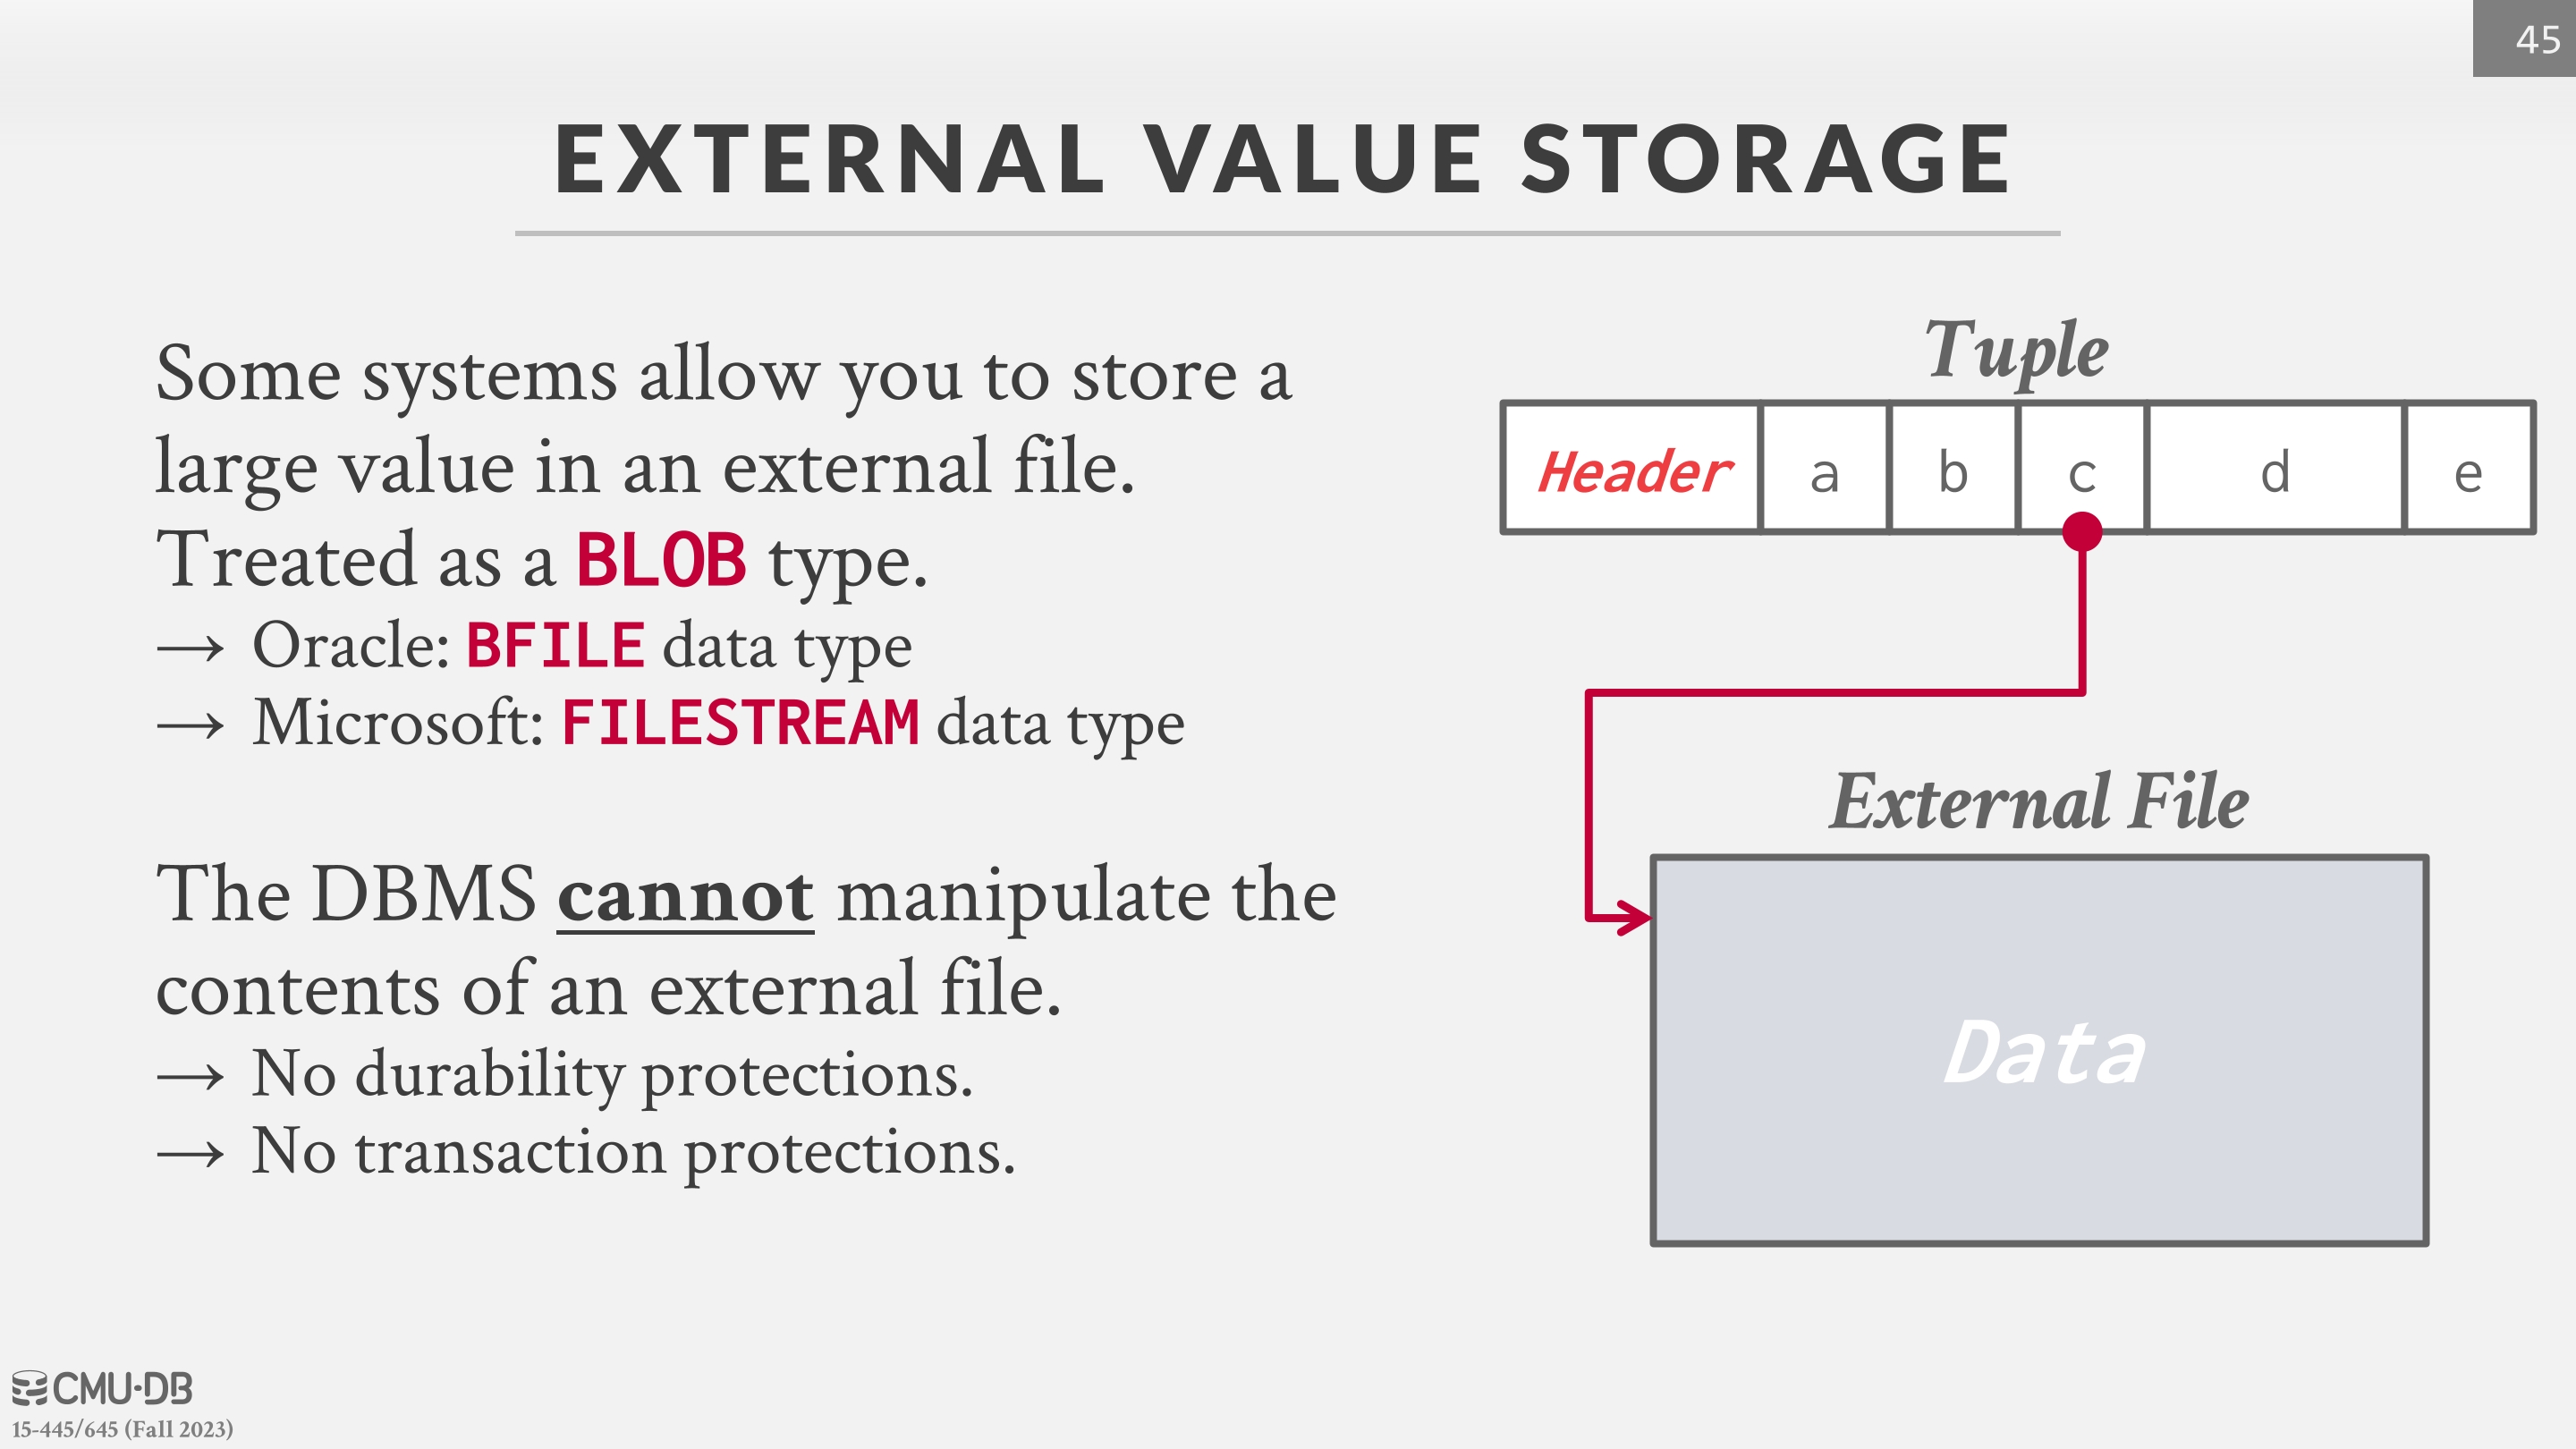 45
EXTERNAL VALUE STORAGE
Some systems allow you to store a
large value in an external file.
Treated as a BLOB type.
→ Oracle: BFILE data type
→ Microsoft: FILESTREAM data type
The DBMS cannot manipulate the
contents of an external file.
→ No durability protections.
→ No transaction protections.
Tuple
Header a b c d e
External File
Data
CMU·DB
15-445/645 (Fall 2023)